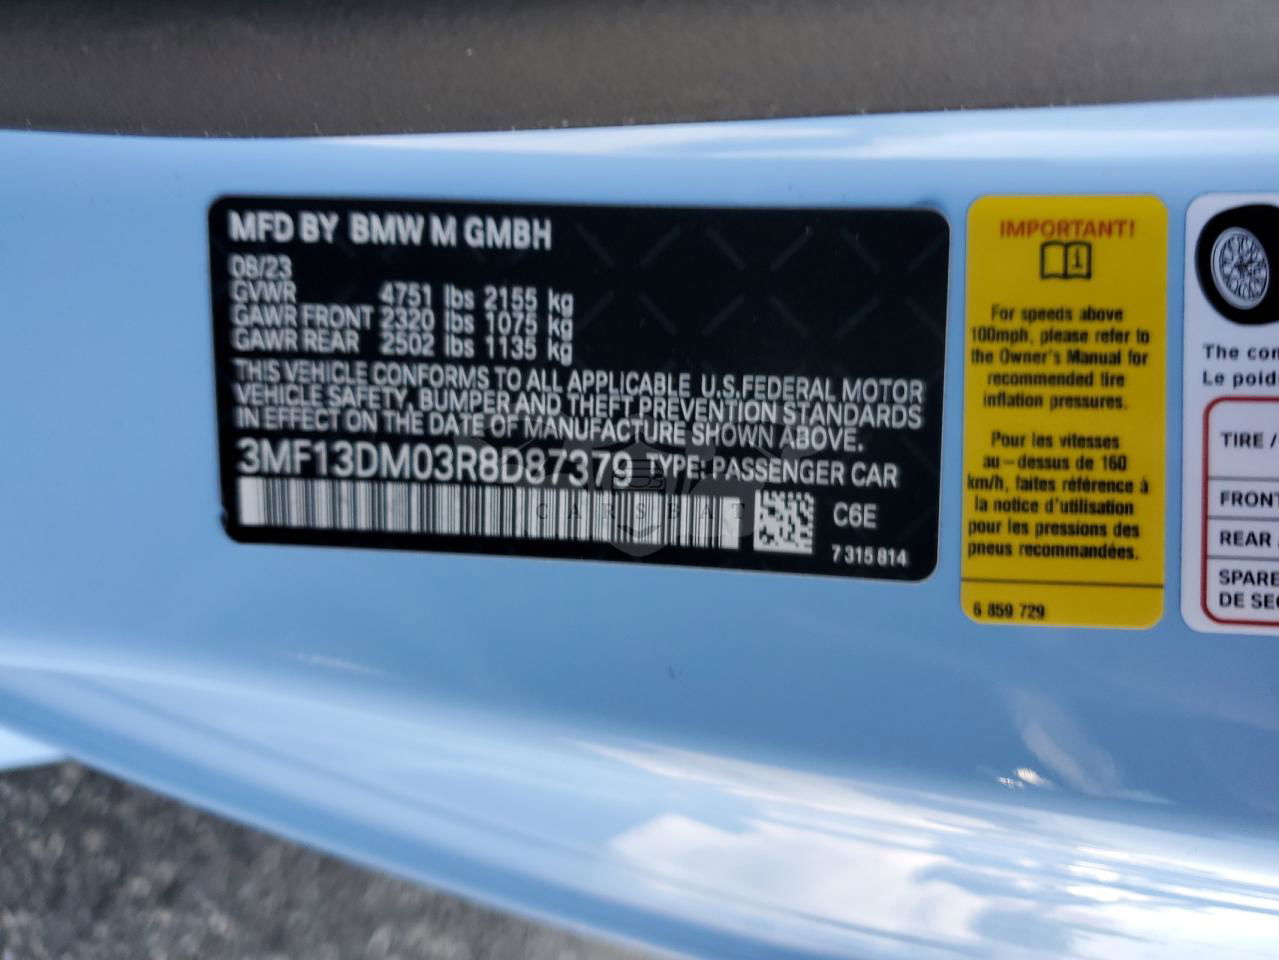 MFD BY BMW M GMBH
08/23
GVWR 4751 lbs 2155 kg
GAWR FRONT 2320 lbs 1075 kg
GAWR REAR 2502 lbs 1135 kg
THIS VEHICLE CONFORMS TO ALL APPLICABLE U.S.FEDERAL MOTOR
VEHICLE SAFETY, BUMPER AND THEFT PREVENTION STANDARDS
IN EFFECT ON THE DATE OF MANUFACTURE SHOWN ABOVE.
3MF13DM03R8D87379 TYPE: PASSENGER CAR
C6E
7 315 814
CARSBAT
IMPORTANT!
For speeds above
100mph, please refer to
the Owner's Manual for
recommended tire
inflation pressures.
Pour les vitesses
au-dessus de 160
km/h, faites référence à
la notice d'utilisation
pour les pressions des
pneus recommandées.
6 859 729
The
Le poid
TIRE /
FRONT
REAR
SPARE
DE